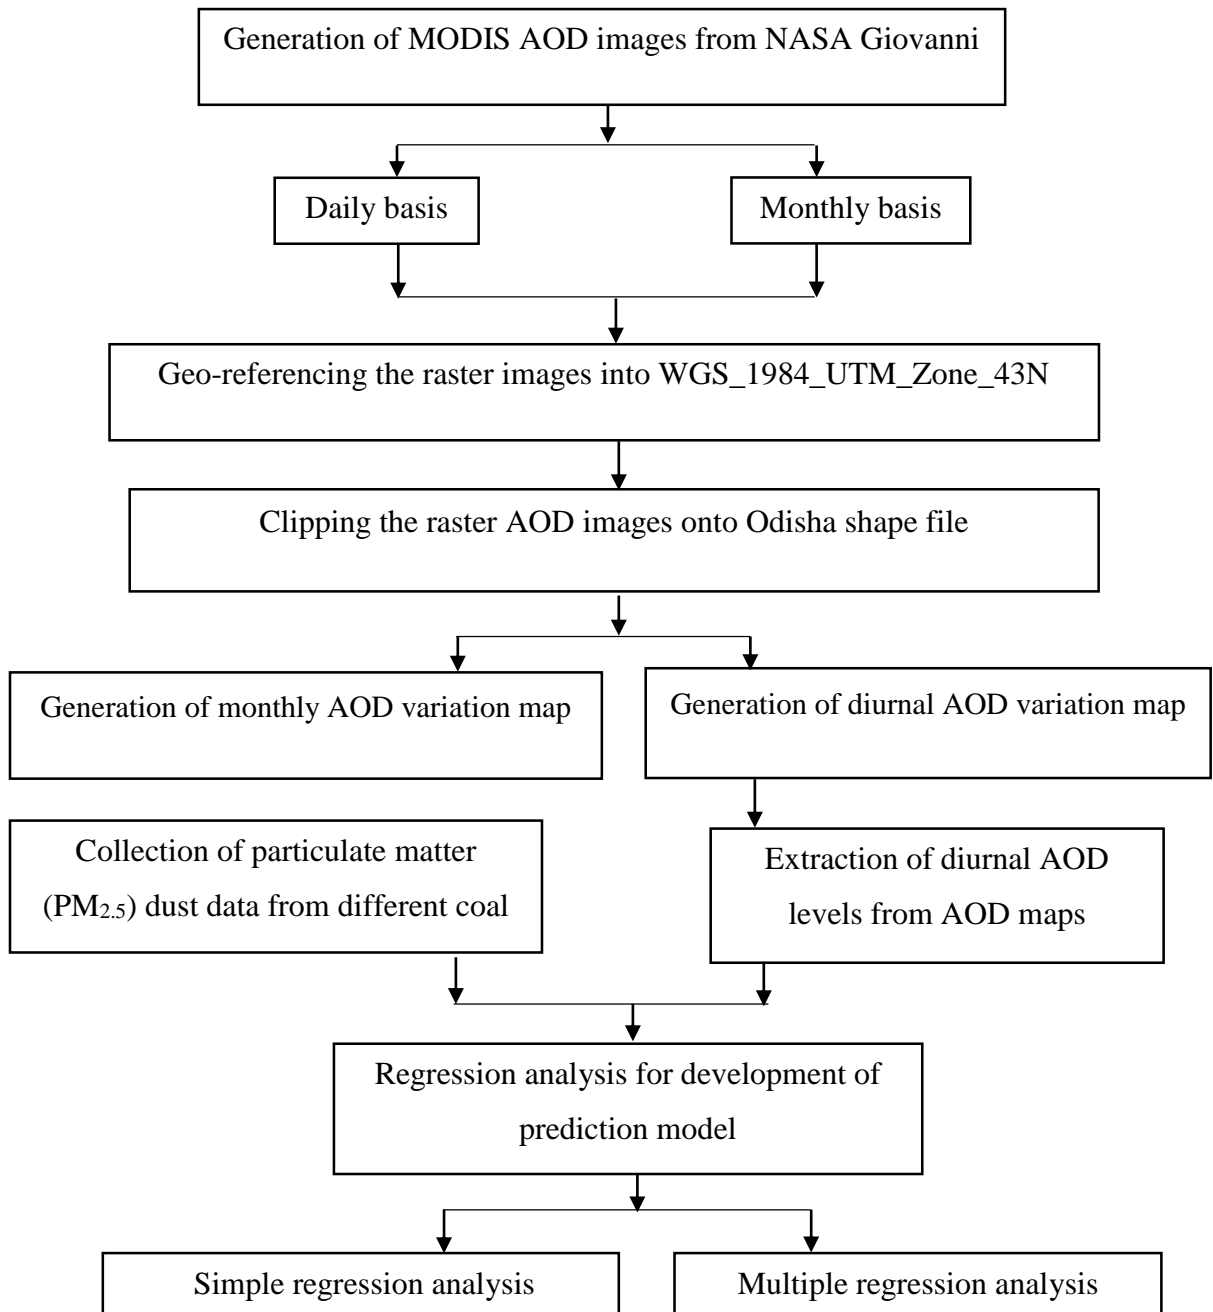 Generation of MODIS AOD images from NASA Giovanni
Daily basis
Monthly basis
Geo-referencing the raster images into WGS_1984_UTM_Zone_43N
Clipping the raster AOD images onto Odisha shape file
Generation of monthly AOD variation map
Generation of diurnal AOD variation map
Collection of particulate matter
(PM2.5) dust data from different coal
Extraction of diurnal AOD
levels from AOD maps
Regression analysis for development of
prediction model
Simple regression analysis
Multiple regression analysis